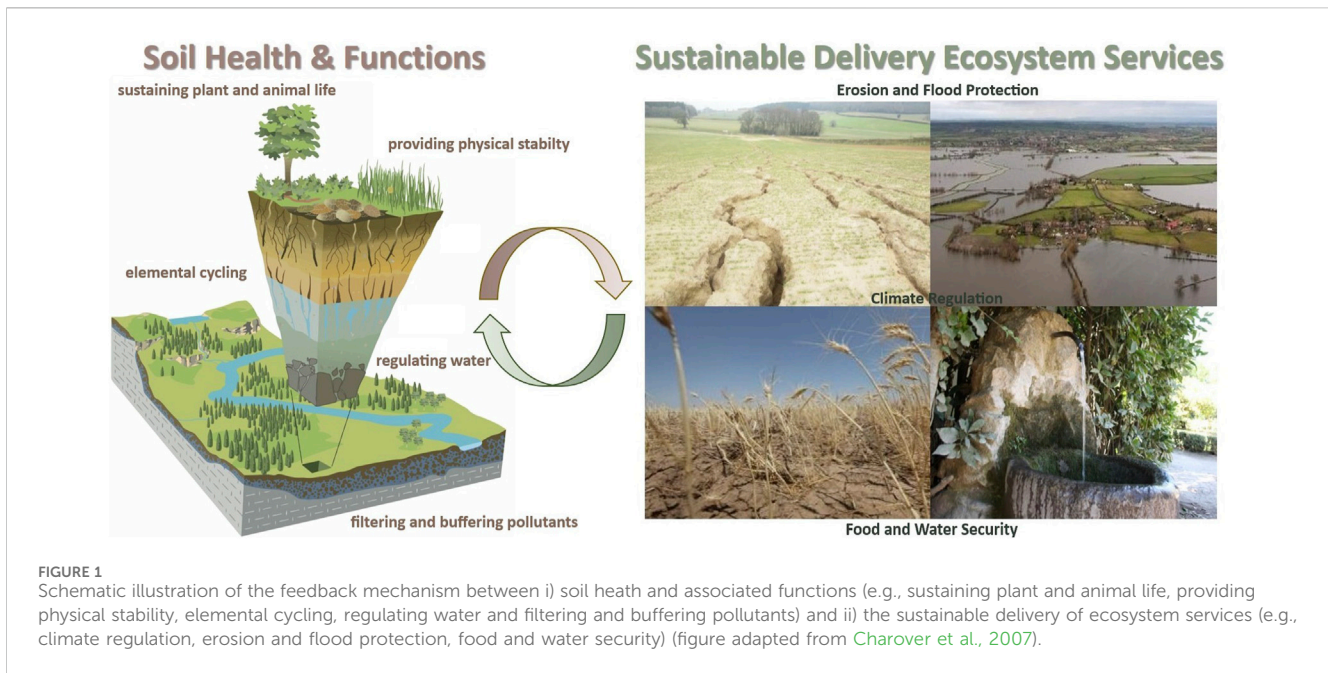 Soil Health & Functions
sustaining plant and animal life
providing physical stabilty
elemental cycling
regulating water
filtering and buffering pollutants
Sustainable Delivery Ecosystem Services
Erosion and Flood Protection
Climate Regulation
Food and Water Security
FIGURE 1
Schematic illustration of the feedback mechanism between i) soil heath and associated functions (e.g., sustaining plant and animal life, providing
physical stability, elemental cycling, regulating water and filtering and buffering pollutants) and ii) the sustainable delivery of ecosystem services (e.g.,
climate regulation, erosion and flood protection, food and water security) (figure adapted from Charover et al., 2007).